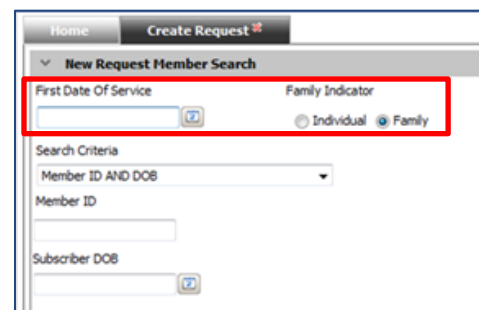 Home Create Request
New Request Member Search
First Date Of Service Family Indicator
Individual Family
Search Criteria
Member ID AND DOB
Member ID
Subscriber DOB